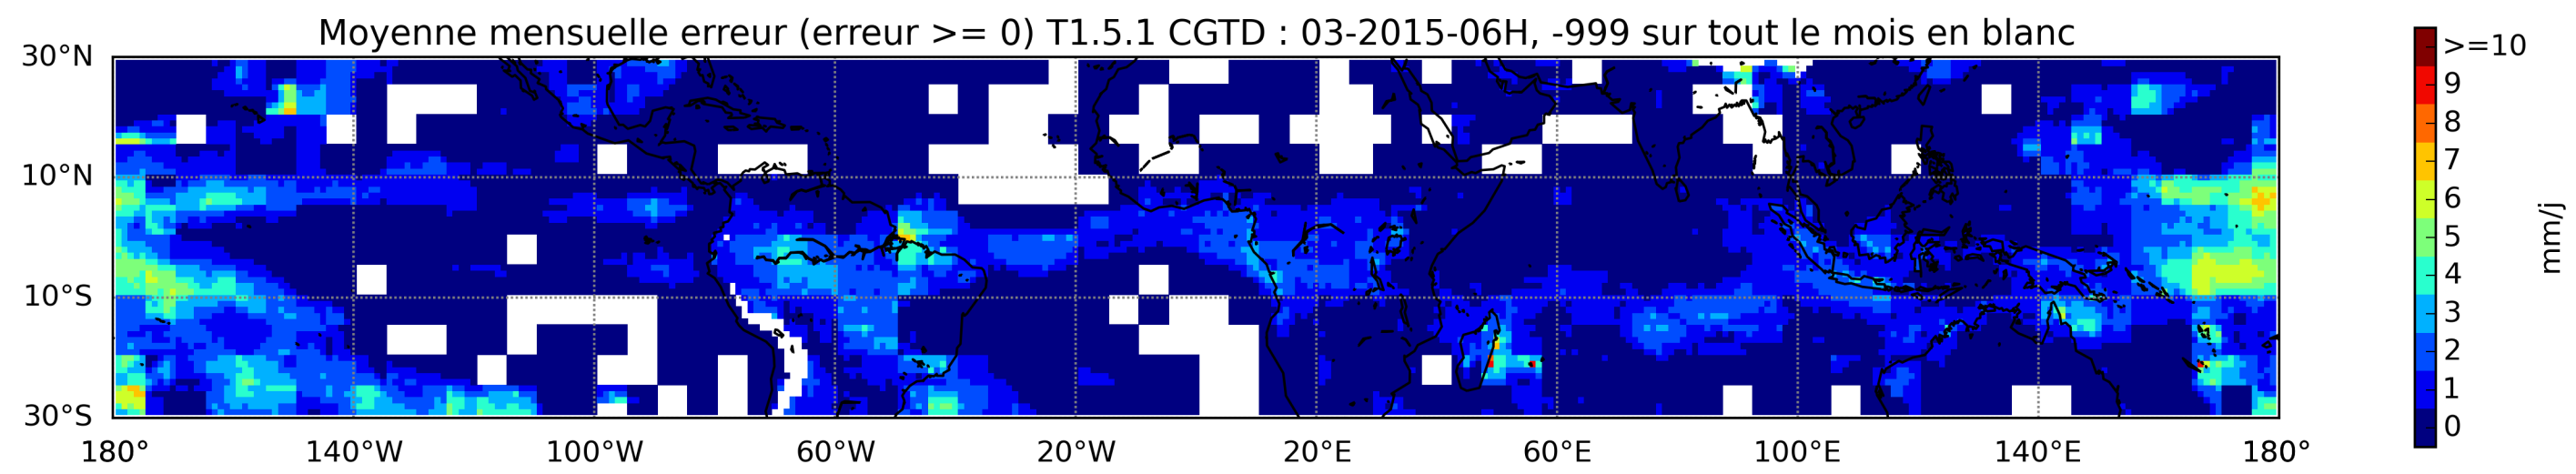 Moyenne mensuelle erreur (erreur >= 0) T1.5.1 CGTD : 03-2015-06H, -999 sur tout le mois en blanc
30°N
10°N
10°S
30°S
180° 140°W 100°W 60°W 20°W 20°E 60°E 100°E 140°E 180°
>=10
9
8
7
6
5
4
3
2
1
0
mm/j